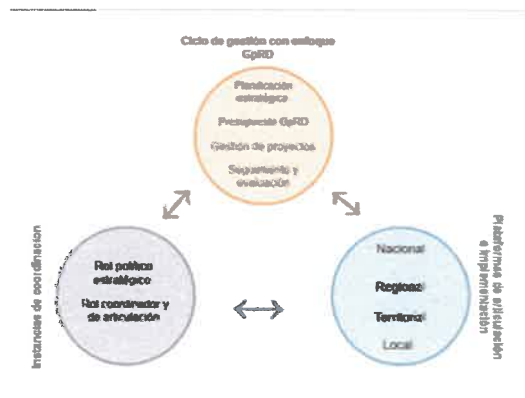 Ciclo de gestión con enfoque
GpRD
Planificación
estratégica
Presupuesto GpRD
Gestión de proyectos
Seguimiento y
evaluación
Instancias de coordinacion
Rol político
estratégico
Rol coordinador y
de articulación
Nacional
Regional
Territorial
Local
Plataformas de articulación
e implementación